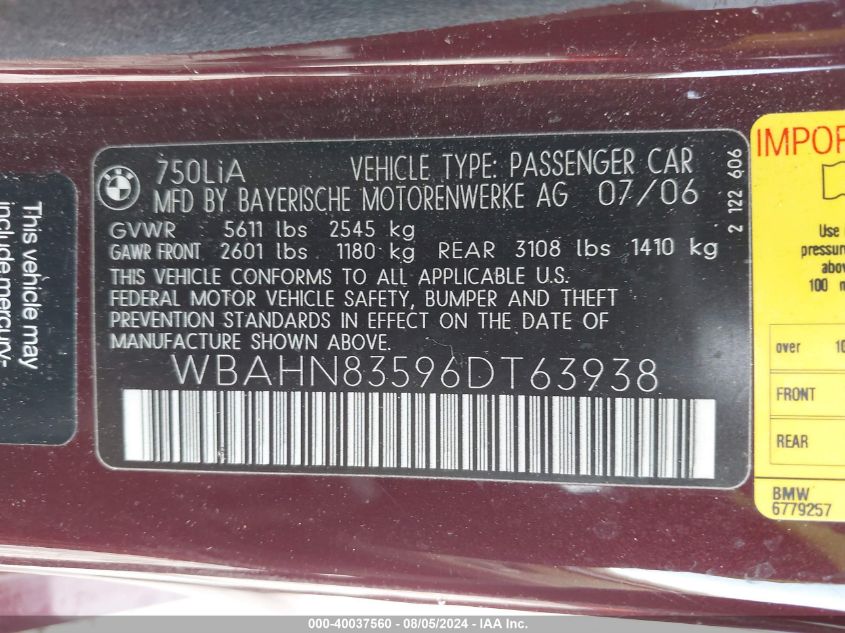 750LiA VEHICLE TYPE: PASSENGER CAR
MFD BY BAYERISCHE MOTORENWERKE AG 07/06
GVWR 5611 lbs 2545 kg
GAWR FRONT 2601 lbs 1180 kg REAR 3108 lbs 1410 kg
THIS VEHICLE CONFORMS TO ALL APPLICABLE U.S.
FEDERAL MOTOR VEHICLE SAFETY, BUMPER AND THEFT
PREVENTION STANDARDS IN EFFECT ON THE DATE OF
MANUFACTURE SHOWN ABOVE.
WBAHN83596DT63938
2 122 606
This vehicle may
include mercury-
IMPOR
Use
pressure
abov
100 m
over 10
FRONT
REAR
BMW
6779257
000-40037560 - 08/05/2024 - IAA Inc.